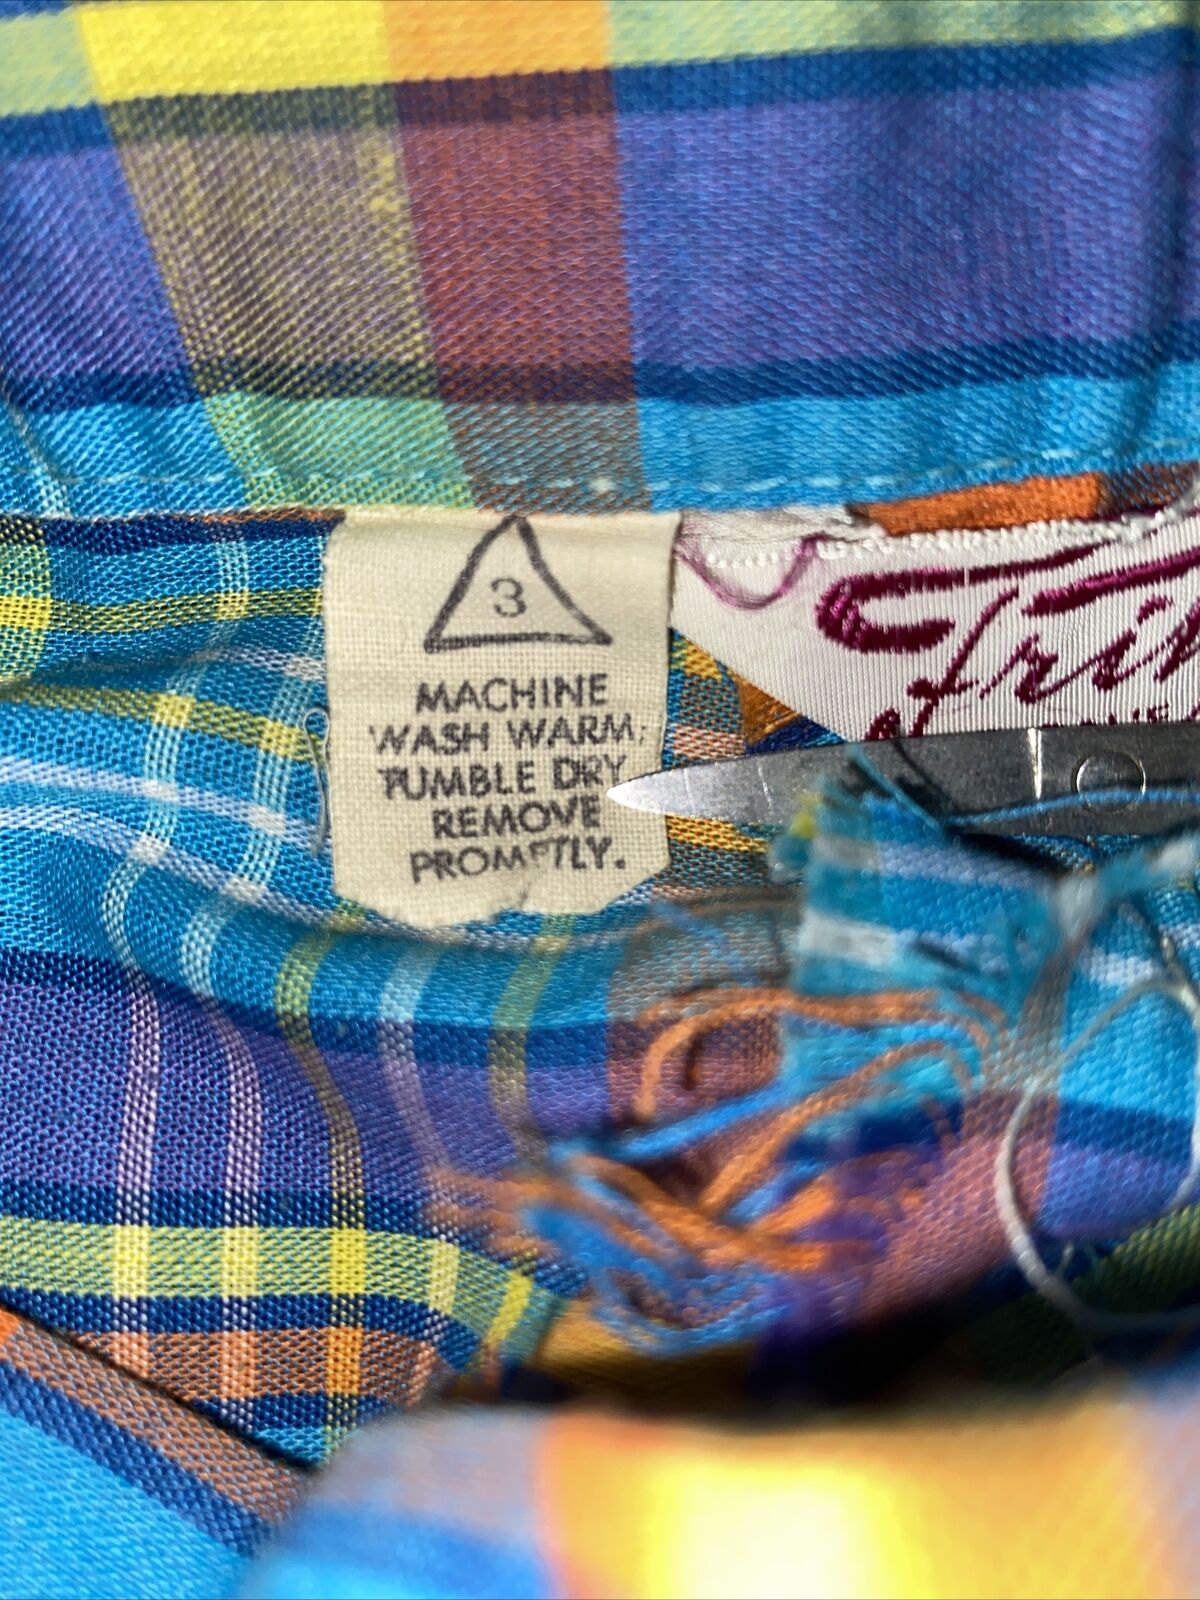 3
MACHINE
WASH WARM;
TUMBLE DRY
REMOVE
PROMPTLY.